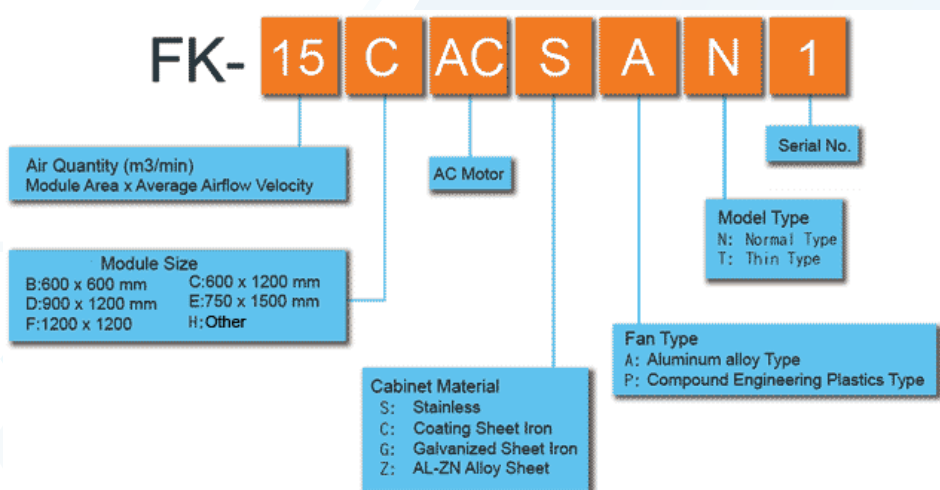 FK- 15 C AC S A N 1
Air Quantity (m3/min)
Module Area x Average Airflow Velocity
AC Motor
Serial No.
Model Type
N: Normal Type
T: Thin Type
Module Size
B:600 x 600 mm C:600 x 1200 mm
D:900 x 1200 mm E:750 x 1500 mm
F:1200 x 1200 H:Other
Fan Type
A: Aluminum alloy Type
P: Compound Engineering Plastics Type
Cabinet Material
S: Stainless
C: Coating Sheet Iron
G: Galvanized Sheet Iron
Z: AL-ZN Alloy Sheet